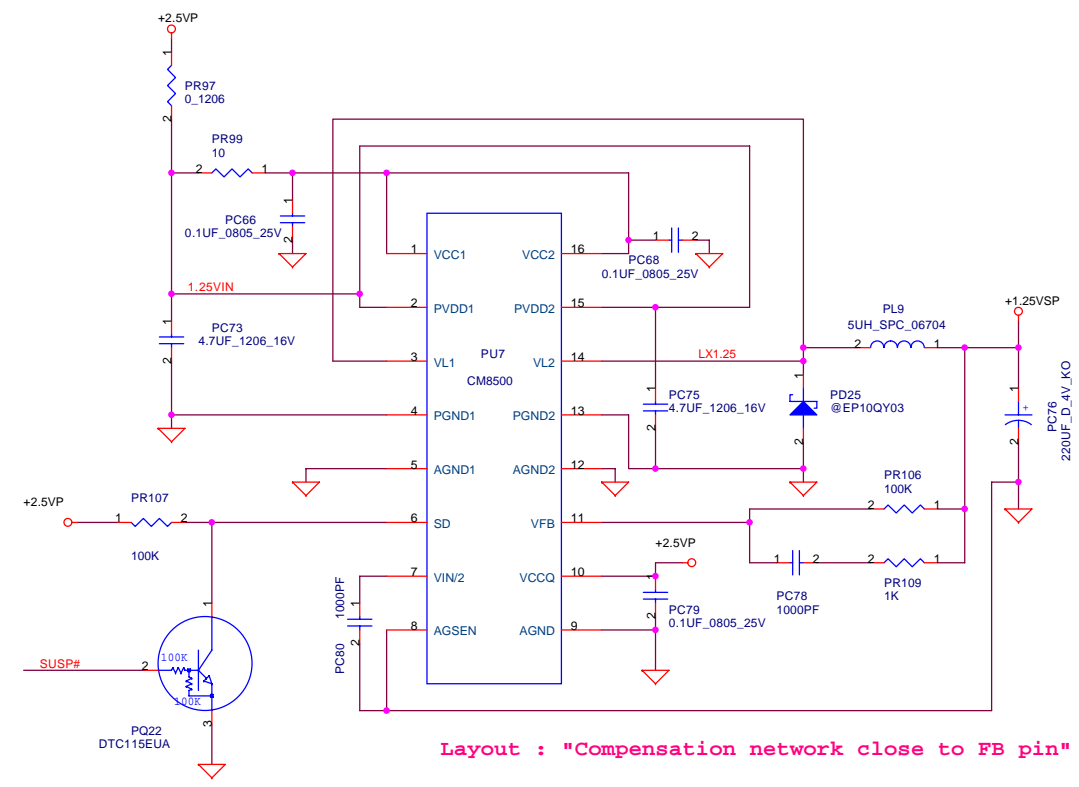 +2.5VP
1
PR97
0_1206
2
PR99
10
2
1
1
PC66
0.1UF_0805_25V
2
1
2
PC68
0.1UF_0805_25V
1.25VIN
1
PC73
4.7UF_1206_16V
2
PU7
CM8500
1 VCC1
2 PVDD1
3 VL1
4 PGND1
5 AGND1
6 SD
7 VIN/2
8 AGSEN
VCC2 16
PVDD2 15
VL2 14
PGND2 13
AGND2 12
VFB 11
VCCQ 10
AGND 9
LX1.25
1
PC75
4.7UF_1206_16V
2
1
PD25
@EP10QY03
2
PL9
5UH_SPC_06704
2
1
+1.25VSP
1
+
2
PC76
220UF_D_4V_KO
PR106
100K
2
1
1
2
PC78
1000PF
2
1
PR109
1K
+2.5VP
1
PC79
0.1UF_0805_25V
2
+2.5VP
PR107
1
2
100K
1000PF
1
2
PC80
SUSP#
1
2
100K
100K
3
PQ22
DTC115EUA
Layout : "Compensation network close to FB pin"